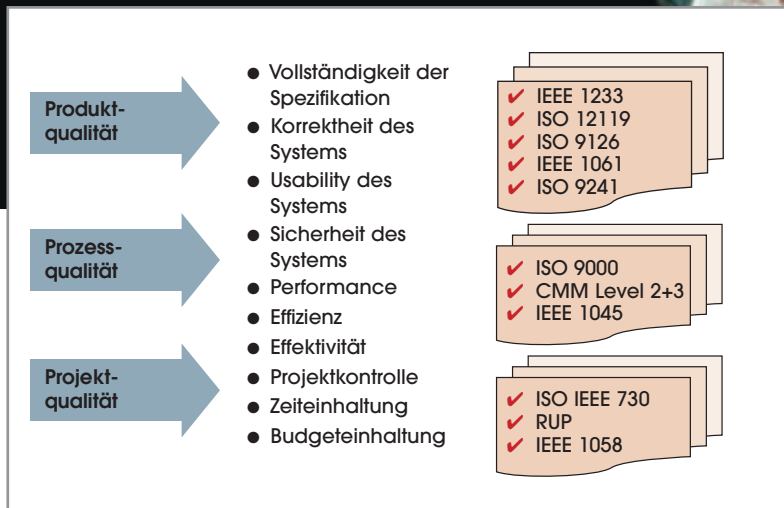 Produkt-
qualität
Prozess-
qualität
Projekt-
qualität
● Vollständigkeit der
Spezifikation
● Korrektheit des
Systems
● Usability des
Systems
● Sicherheit des
Systems
● Performance
● Effizienz
● Effektivität
● Projektkontrolle
● Zeiteinhaltung
● Budgeteinhaltung
✔ IEEE 1233
✔ ISO 12119
✔ ISO 9126
✔ IEEE 1061
✔ ISO 9241
✔ ISO 9000
✔ CMM Level 2+3
✔ IEEE 1045
✔ ISO IEEE 730
✔ RUP
✔ IEEE 1058